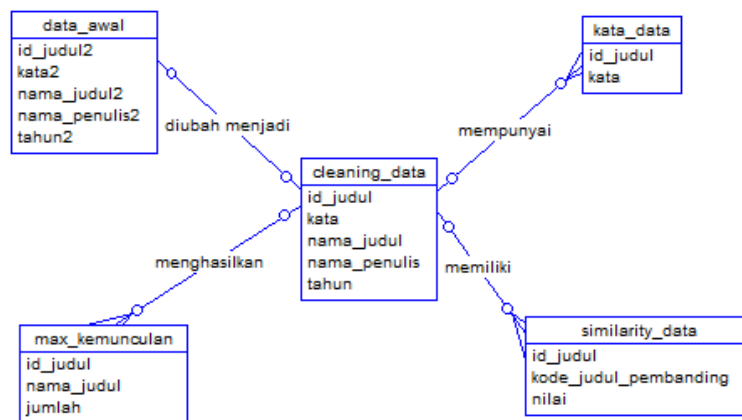 data_awal
id_judul2
kata2
nama_judul2
nama_penulis2
tahun2
kata_data
id_judul
kata
diubah menjadi
mempunyai
cleaning_data
id_judul
kata
nama_judul
nama_penulis
tahun
menghasilkan
memiliki
max_kemunculan
id_judul
nama_judul
jumlah
similarity_data
id_judul
kode_judul_pembanding
nilai